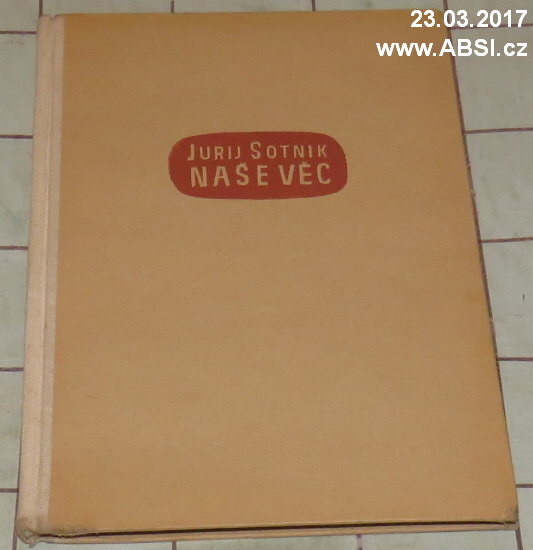 23.03.2017
www.ABSI.cz
JURIJ SOTNIK
NAŠE VĚC